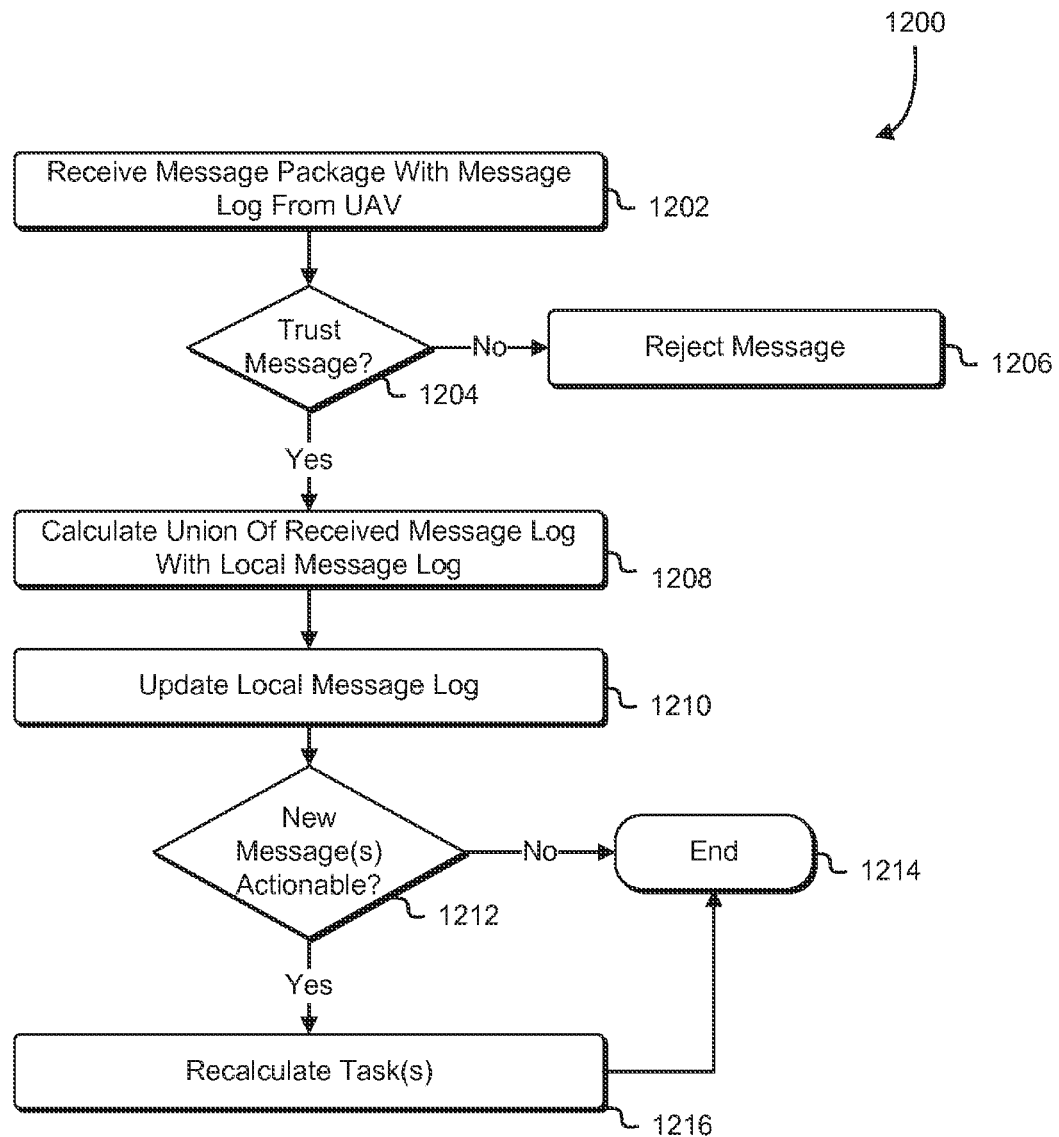 1200
Receive Message Package With Message
Log From UAV
1202
Trust
Message?
1204
No
Reject Message
1206
Yes
Calculate Union Of Received Message Log
With Local Message Log
1208
Update Local Message Log
1210
New
Message(s)
Actionable?
1212
No
End
1214
Yes
Recalculate Task(s)
1216